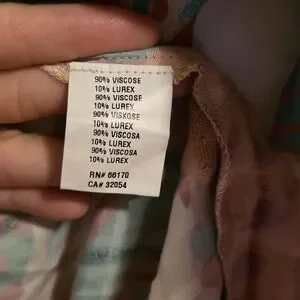 90% VISCOSE
10% LUREX
90% VISCOSE
10% LUREX
90% VISKOSE
10% LUREX
90% VISCOSA
10% LUREX
90% VISCOSA
10% LUREX
RN# 66170
CA# 32054